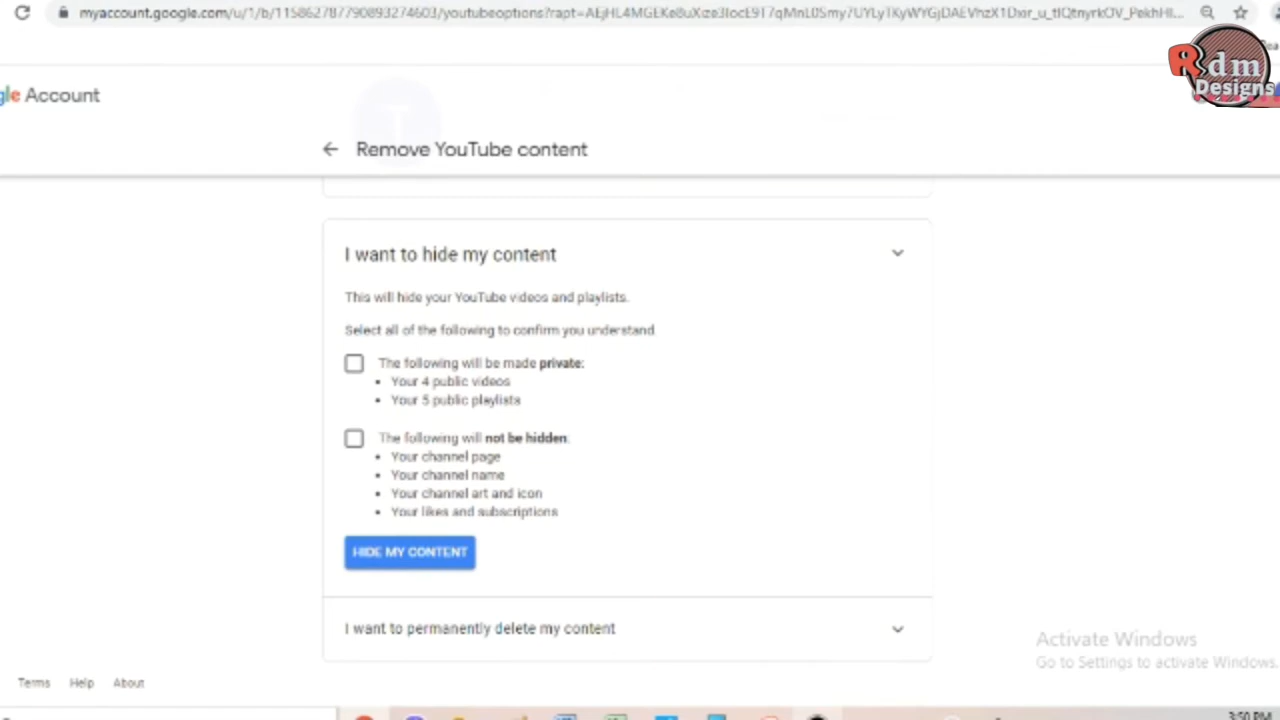 Rdm
Designs
gle Account
Remove YouTube content
I want to hide my content
This will hide your YouTube videos and playlists.
Select all of the following to confirm you understand
The following will be made private:
• Your 4 public videos
• Your 5 public playlists
The following will not be hidden:
• Your channel page
• Your channel name
• Your channel art and icon
• Your likes and subscriptions
HIDE MY CONTENT
I want to permanently delete my content
Activate Windows
Go to Settings to activate Windows.
Terms Help About
3:50 PM